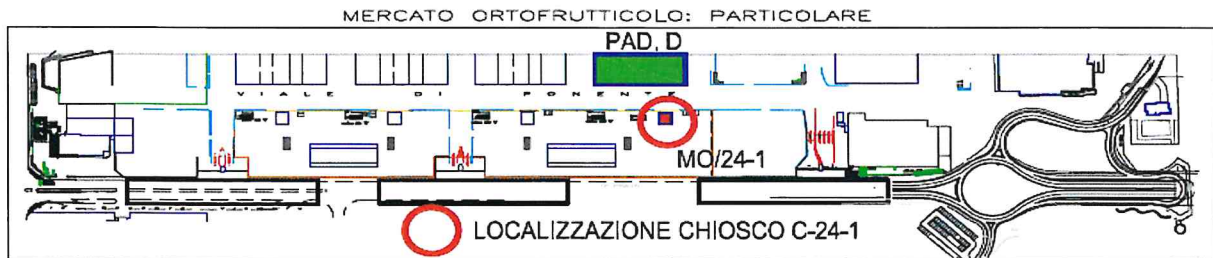 MERCATO ORTOFRUTTICOLO: PARTICOLARE
PAD. D
VIALE DI PONENTE
MO/24-1
LOCALIZZAZIONE CHIOSCO C-24-1